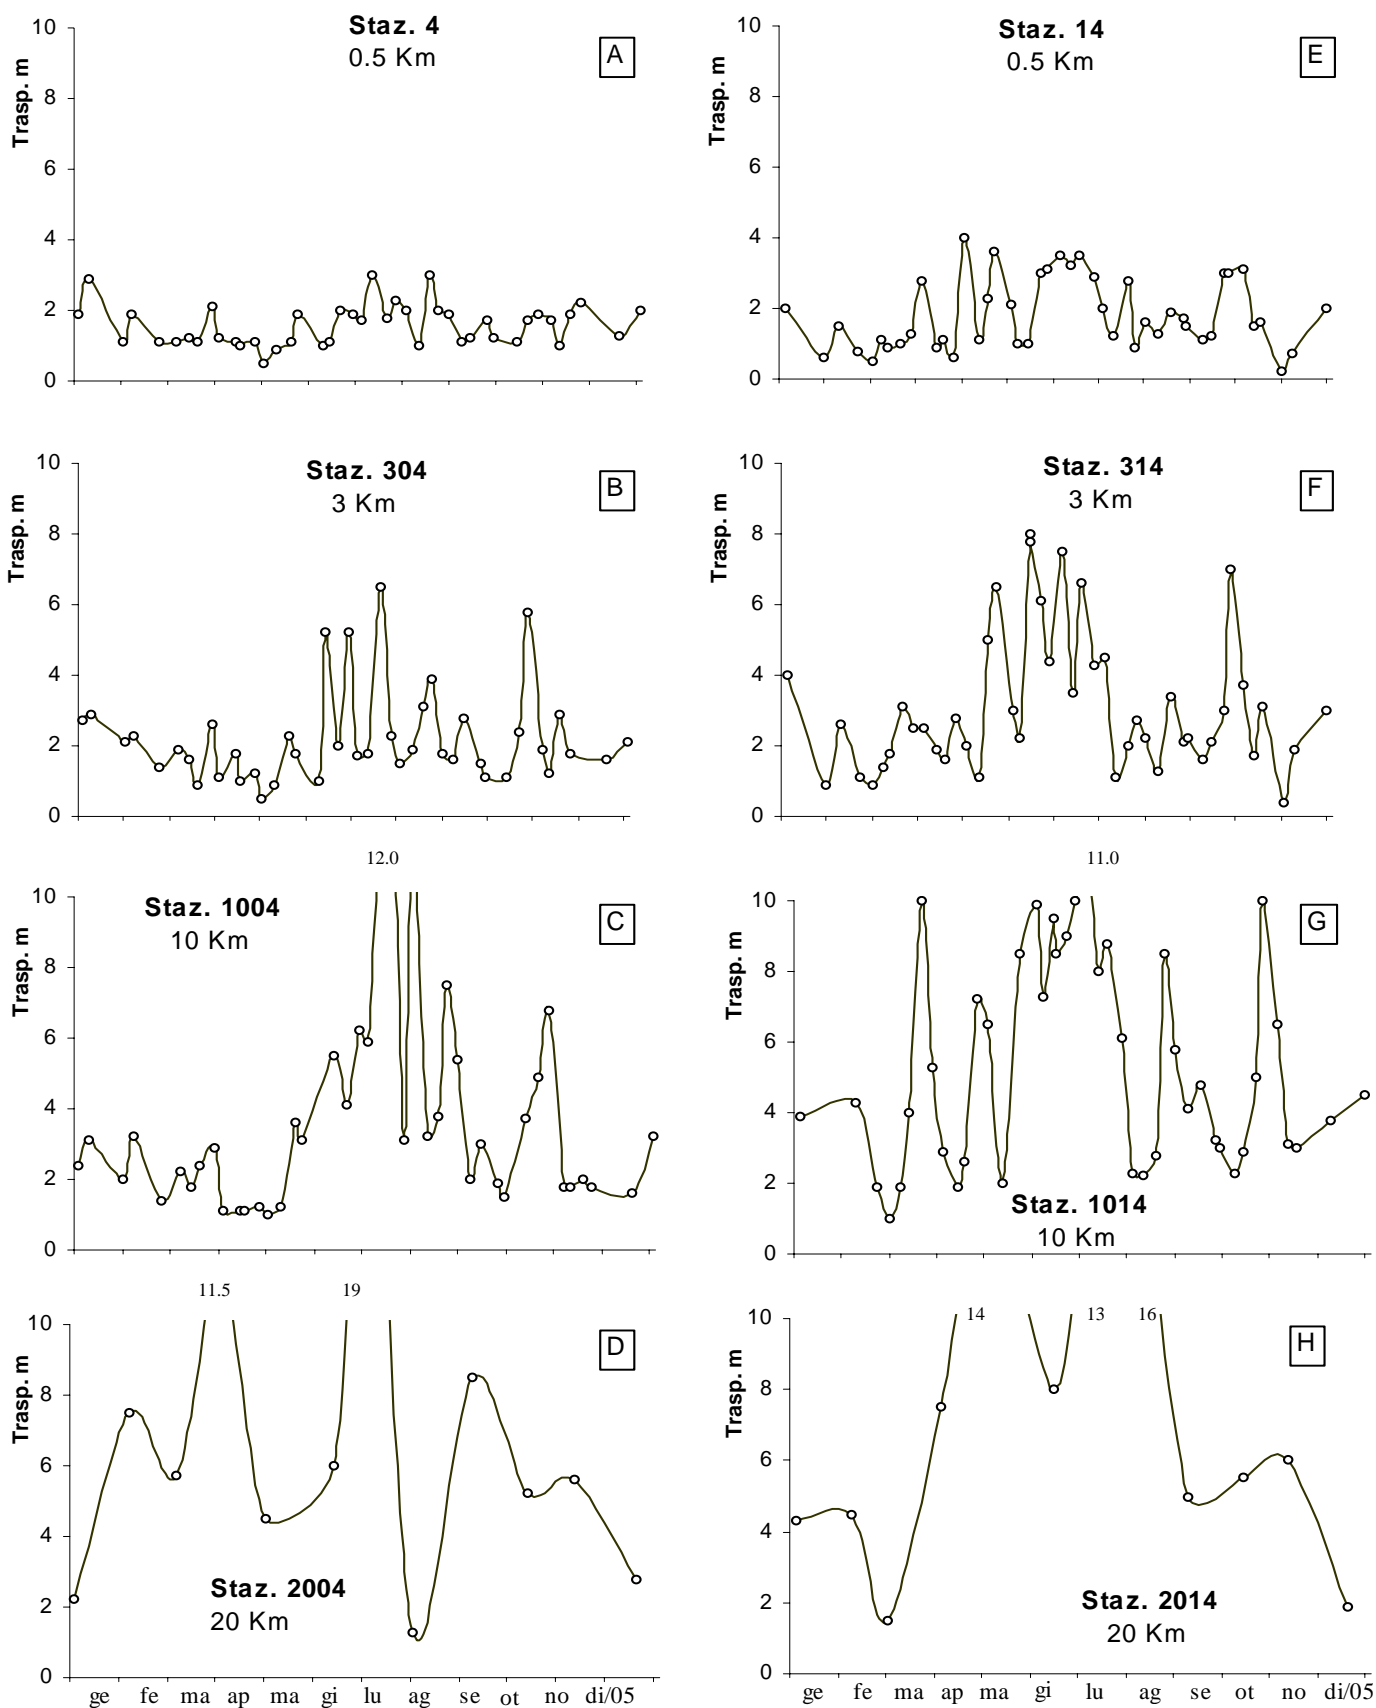 Staz. 4
0.5 Km
A
Trasp. m
10
8
6
4
2
0
Staz. 14
0.5 Km
E
Trasp. m
10
8
6
4
2
0
Staz. 304
3 Km
B
Trasp. m
10
8
6
4
2
0
Staz. 314
3 Km
F
Trasp. m
10
8
6
4
2
0
12.0
Staz. 1004
10 Km
C
Trasp. m
10
8
6
4
2
0
11.0
G
Trasp. m
10
8
6
4
2
0
Staz. 1014
10 Km
11.5 19
D
Trasp. m
10
8
6
4
2
0
Staz. 2004
20 Km
ge fe ma ap ma gi lu ag se ot no di/05
14 13 16
H
Trasp. m
10
8
6
4
2
0
Staz. 2014
20 Km
ge fe ma ap ma gi lu ag se ot no di/05